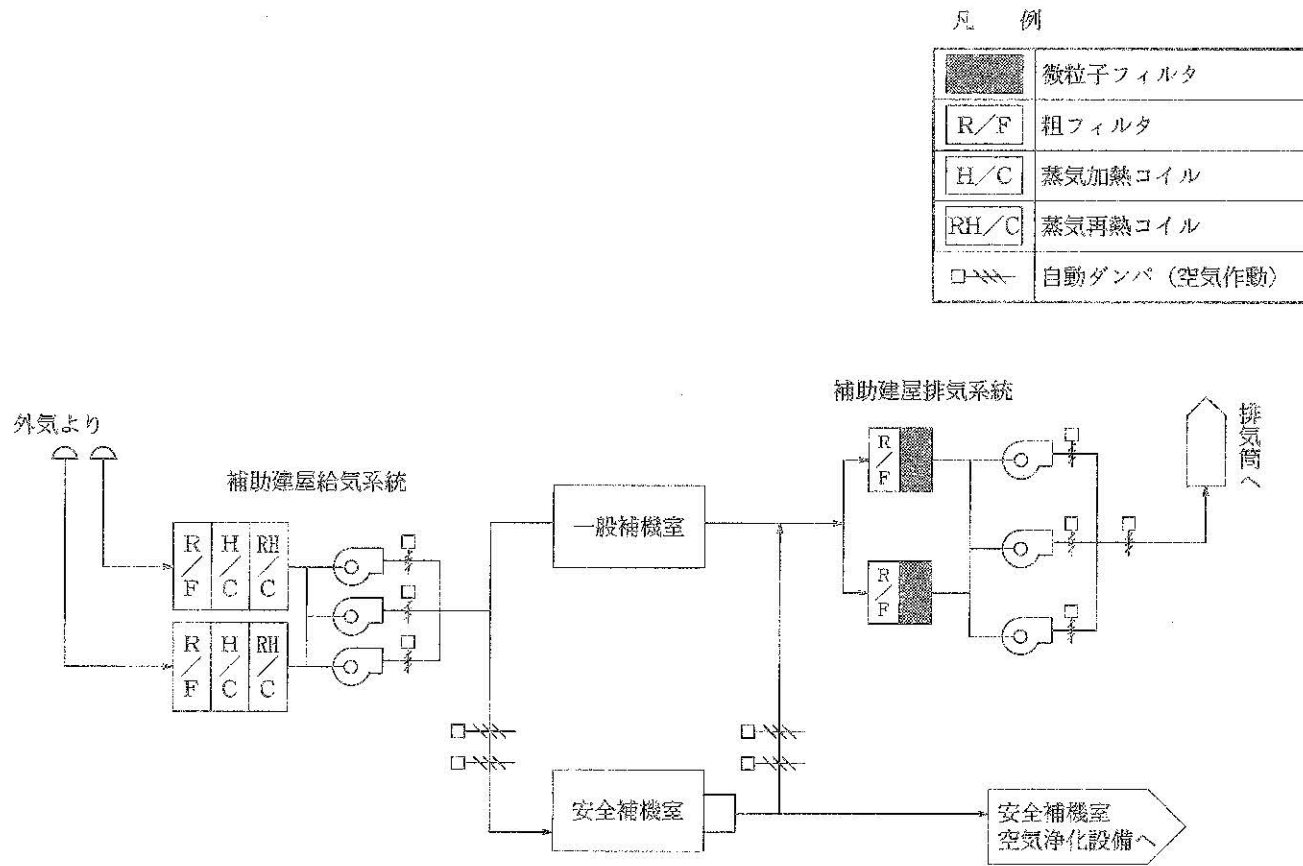 凡 例
微粒子フィルタ
R/F 粗フィルタ
H/C 蒸気加熱コイル
RH/C 蒸気再熱コイル
自動ダンパ（空気作動）
補助建屋排気系統
外気より
排気筒へ
補助建屋給気系統
R/F
一般補機室
R/F H/C RH/C
R/F
R/F H/C RH/C
安全補機室
安全補機室
空気浄化設備へ